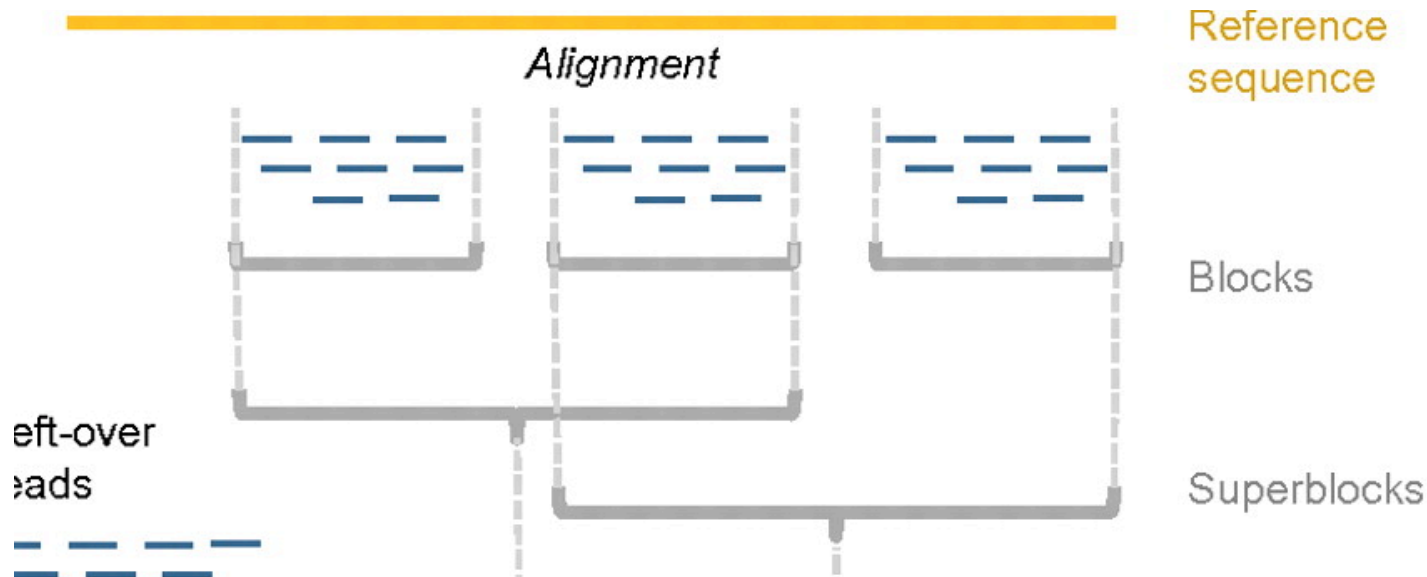 Reference
sequence
Alignment
Blocks
eft-over
eads
Superblocks